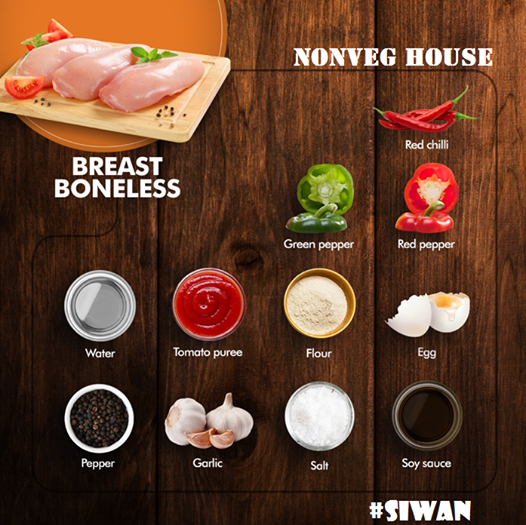 NONVEG HOUSE
Red chilli
BREAST
BONELESS
Green pepper
Red pepper
Water
Tomato puree
Flour
Egg
Pepper
Garlic
Salt
Soy sauce
#SIWAN